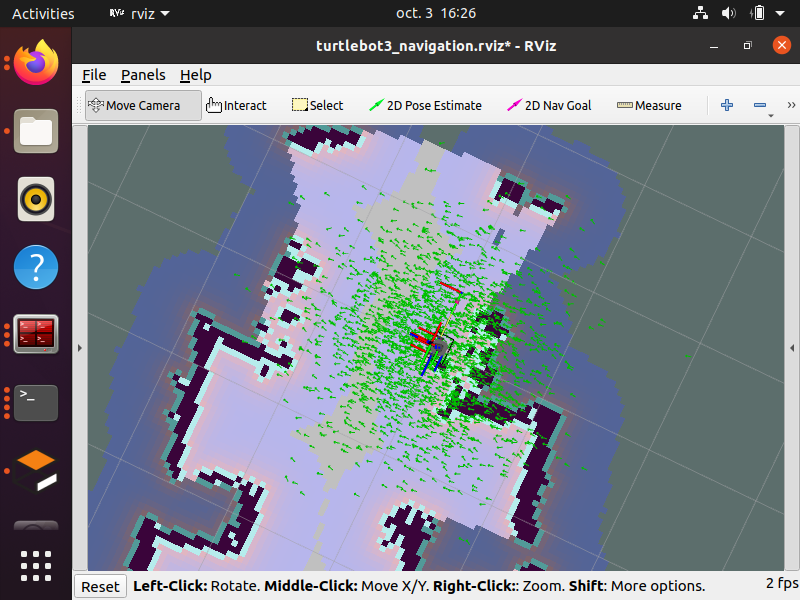 Activities RViz rviz oct. 3 16:26
turtlebot3_navigation.rviz* - RViz
File Panels Help
Move Camera Interact Select 2D Pose Estimate 2D Nav Goal Measure »
Reset Left-Click: Rotate. Middle-Click: Move X/Y. Right-Click:: Zoom. Shift: More options. 2 fps